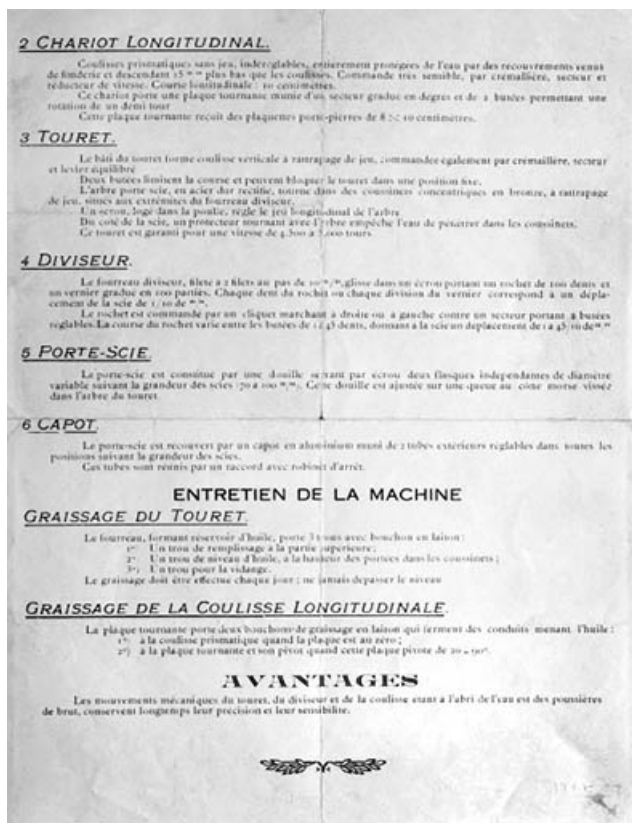 2 CHARIOT LONGITUDINAL.
Coulisses prismatiques sans jeu, indéréglables, entièrement protégées de l'eau par des recouvrements venus
de fonderie et descendant 15 m/m plus bas que les coulisses. Commande très sensible, par crémaillère, secteur et
réducteur de vitesse. Course longitudinale : 10 centimètres.
Ce chariot porte une plaque tournante munie d'un secteur gradué en degrés et de 2 butées permettant une
rotation de un demi tour
Cette plaque tournante reçoit des plaquettes porte-pierres de 8 >< 10 centimètres.
3 TOURET.
Le bâti du touret forme coulisse verticale à rattrapage de jeu, commandée également par crémaillère, secteur
et levier équilibré
Deux butées limitent la course et peuvent bloquer le touret dans une position fixe.
L'arbre porte scie, en acier dur rectifié, tourne dans des coussinets concentriques en bronze, à rattrapage
de jeu, situés aux extrémités du fourreau diviseur.
Un écrou, logé dans la poulie, règle le jeu longitudinal de l'arbre
Du côté de la scie, un protecteur tournant avec l'arbre empêche l'eau de pénétrer dans les coussinets.
Ce touret est garanti pour une vitesse de 4.500 à 5.000 tours.
4 DIVISEUR.
Le fourreau diviseur, fileté à 2 filets au pas de 10 m/m, glisse dans un écrou portant un rochet de 100 dents et
un vernier gradué en 100 parties. Chaque dent du rochet ou chaque division du vernier correspond à un dépla-
cement de la scie de 1/10 de m/m.
Le rochet est commandé par un cliquet marchant à droite ou à gauche contre un secteur portant 2 butées
réglables. La course du rochet varie entre les butées de 1 à 45 dents, donnant à la scie un déplacement de 1 à 45/10 de m/m
5 PORTE-SCIE.
Le porte-scie est constitué par une douille serrant par écrou deux flasques indépendantes de diamètre
variable suivant la grandeur des scies (70 à 100 m/m). Cette douille est ajustée sur une queue au cône morse vissée
dans l'arbre du touret
6 CAPOT.
Le porte-scie est recouvert par un capot en aluminium muni de 2 tubes extérieurs réglables dans toutes les
positions suivant la grandeur des scies.
Ces tubes sont réunis par un raccord avec robinet d'arrêt.
ENTRETIEN DE LA MACHINE
GRAISSAGE DU TOURET.
Le fourreau, formant réservoir d'huile, porte 3 trous avec bouchon en laiton :
1º Un trou de remplissage à la partie supérieure ;
2º Un trou de niveau d'huile, à la hauteur des portées dans les coussinets ;
3º Un trou pour la vidange.
Le graissage doit être effectué chaque jour ; ne jamais dépasser le niveau
GRAISSAGE DE LA COULISSE LONGITUDINALE.
La plaque tournante porte deux bouchons de graissage en laiton qui ferment des conduits menant l'huile :
1º) à la coulisse prismatique quand la plaque est au zéro ;
2º) à la plaque tournante et son pivot quand cette plaque pivote de 20 - 90º.
AVANTAGES
Les mouvements mécaniques du touret, du diviseur et de la coulisse étant à l'abri de l'eau est des poussières
de brut, conservent longtemps leur précision et leur sensibilité.